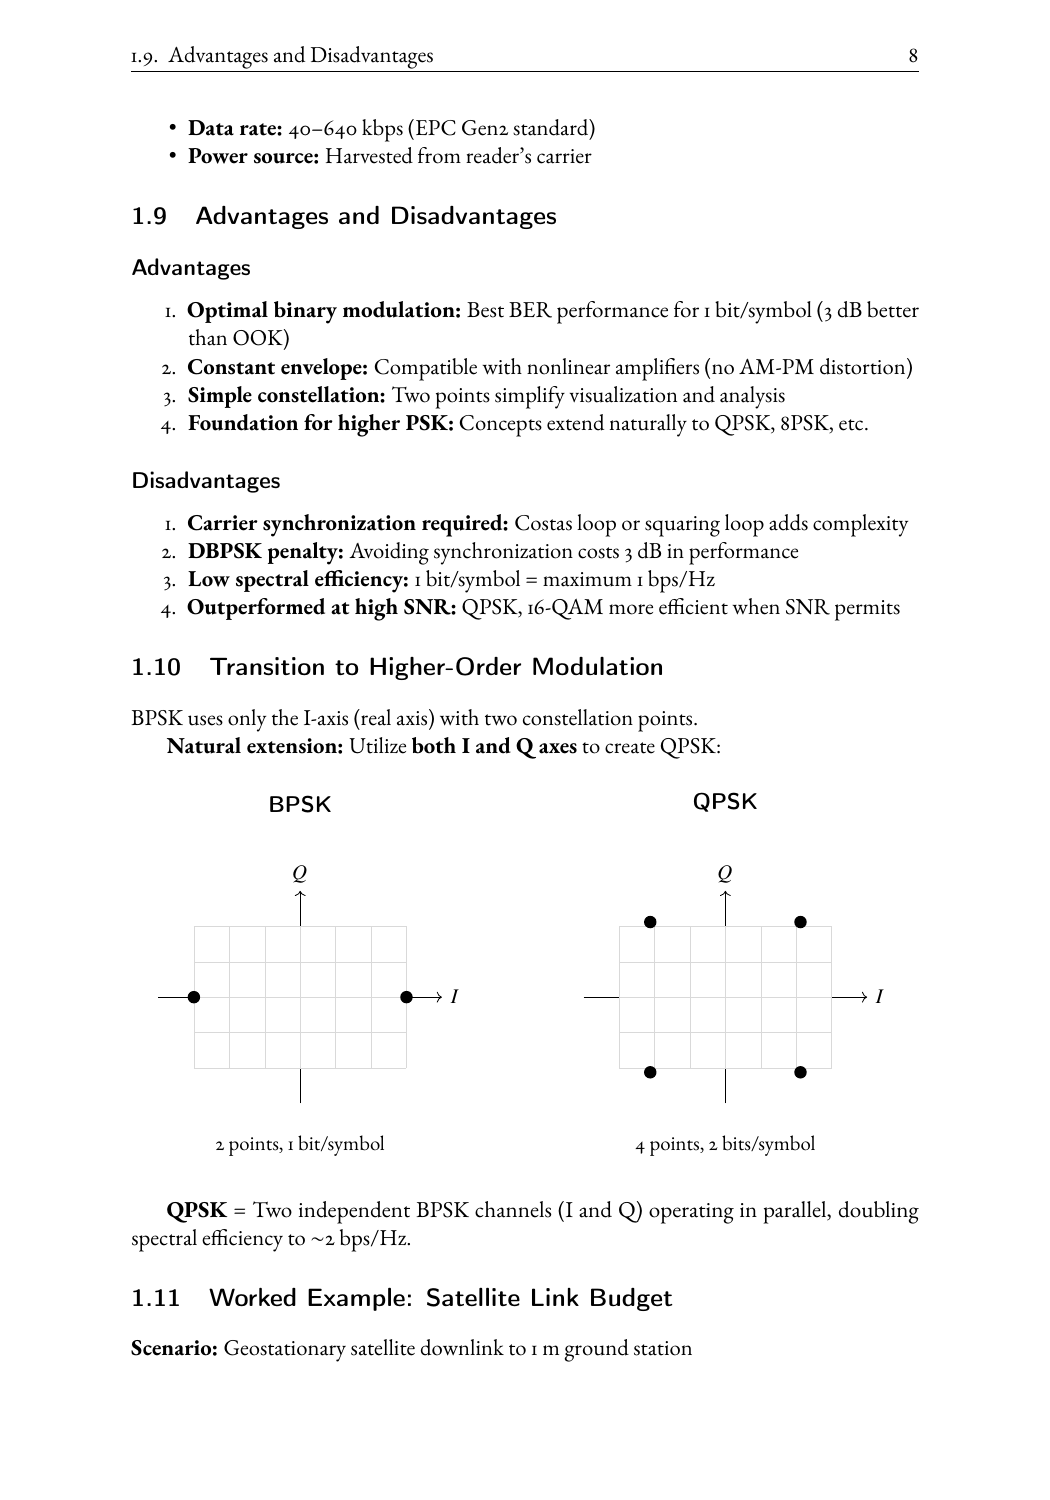 1.9. Advantages and Disadvantages 8
• Data rate: 40–640 kbps (EPC Gen2 standard)
• Power source: Harvested from reader's carrier
1.9 Advantages and Disadvantages
Advantages
1. Optimal binary modulation: Best BER performance for 1 bit/symbol (3 dB better
than OOK)
2. Constant envelope: Compatible with nonlinear amplifiers (no AM-PM distortion)
3. Simple constellation: Two points simplify visualization and analysis
4. Foundation for higher PSK: Concepts extend naturally to QPSK, 8PSK, etc.
Disadvantages
1. Carrier synchronization required: Costas loop or squaring loop adds complexity
2. DBPSK penalty: Avoiding synchronization costs 3 dB in performance
3. Low spectral efficiency: 1 bit/symbol = maximum 1 bps/Hz
4. Outperformed at high SNR: QPSK, 16-QAM more efficient when SNR permits
1.10 Transition to Higher-Order Modulation
BPSK uses only the I-axis (real axis) with two constellation points.
Natural extension: Utilize both I and Q axes to create QPSK:
BPSK
Q
I
2 points, 1 bit/symbol
QPSK
Q
I
4 points, 2 bits/symbol
QPSK = Two independent BPSK channels (I and Q) operating in parallel, doubling
spectral efficiency to ~2 bps/Hz.
1.11 Worked Example: Satellite Link Budget
Scenario: Geostationary satellite downlink to 1 m ground station